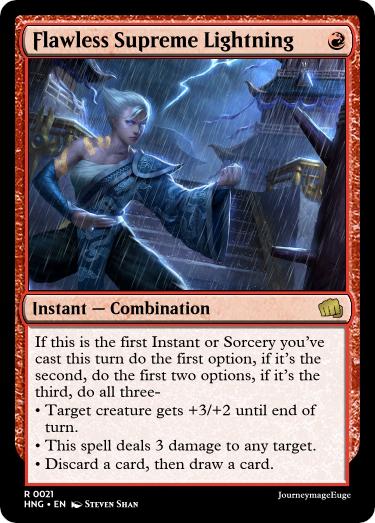 Flawless Supreme Lightning
Instant — Combination
If this is the first Instant or Sorcery you've
cast this turn do the first option, if it's the
second, do the first two options, if it's the
third, do all three-
• Target creature gets +3/+2 until end of
turn.
• This spell deals 3 damage to any target.
• Discard a card, then draw a card.
R 0021
HNG • EN Steven Shan
JourneymageEuge